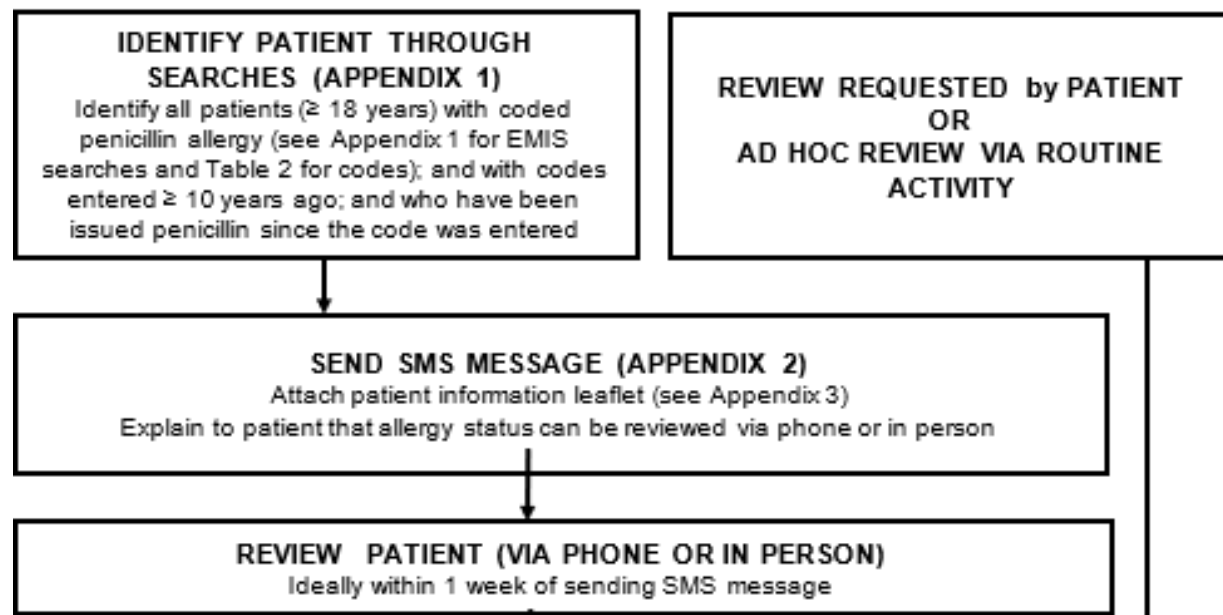 IDENTIFY PATIENT THROUGH
SEARCHES (APPENDIX 1)
Identify all patients (≥ 18 years) with coded
penicillin allergy (see Appendix 1 for EMIS
searches and Table 2 for codes); and with codes
entered ≥ 10 years ago; and who have been
issued penicillin since the code was entered
REVIEW REQUESTED by PATIENT
OR
AD HOC REVIEW VIA ROUTINE
ACTIVITY
SEND SMS MESSAGE (APPENDIX 2)
Attach patient information leaflet (see Appendix 3)
Explain to patient that allergy status can be reviewed via phone or in person
REVIEW PATIENT (VIA PHONE OR IN PERSON)
Ideally within 1 week of sending SMS message